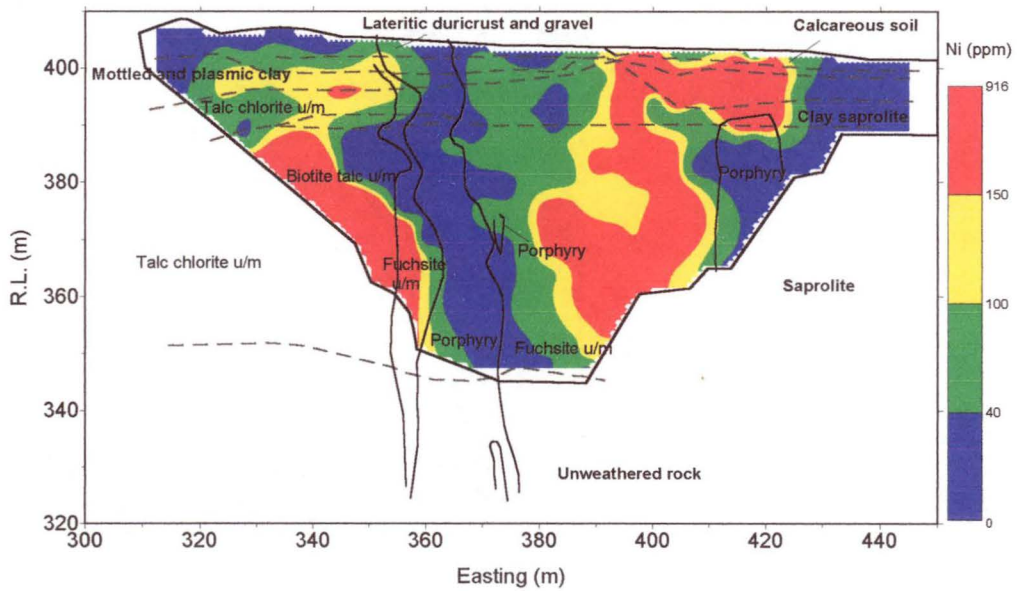 Lateritic duricrust and gravel
Calcareous soil
Ni (ppm)
916
150
100
40
0
Mottled and plasmic clay
Talc chlorite u/m
Clay saprolite
Biotite talc u/m
Porphyry
Talc chlorite u/m
Fuchsite
u/m
Porphyry
Saprolite
Porphyry
Fuchsite u/m
Unweathered rock
R.L. (m)
400
380
360
340
320
300
320
340
360
380
400
420
440
Easting (m)